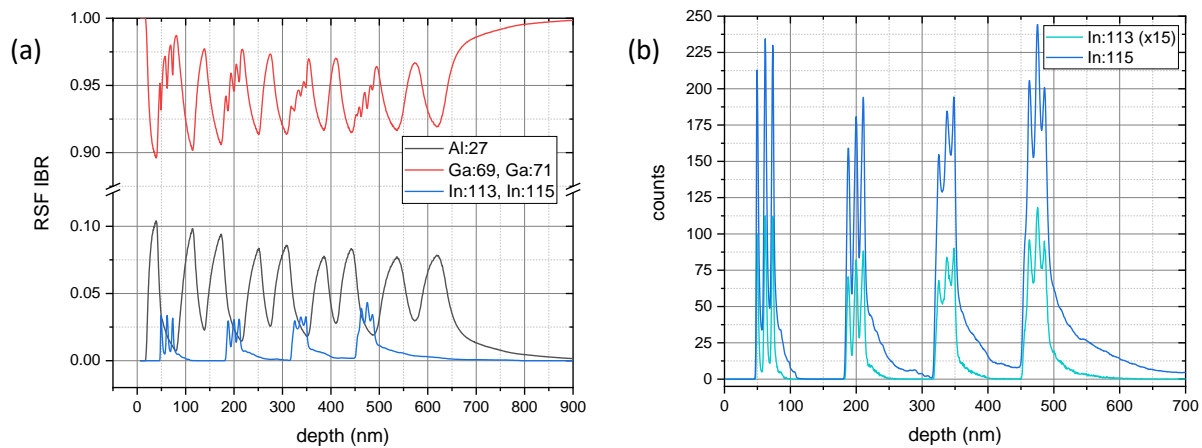 (a)
RSF IBR
1.00
0.95
0.90
0.10
0.05
0.00
Al:27
Ga:69, Ga:71
In:113, In:115
0 100 200 300 400 500 600 700 800 900
depth (nm)
(b)
counts
250
225
200
175
150
125
100
75
50
25
0
In:113 (x15)
In:115
0 100 200 300 400 500 600 700
depth (nm)